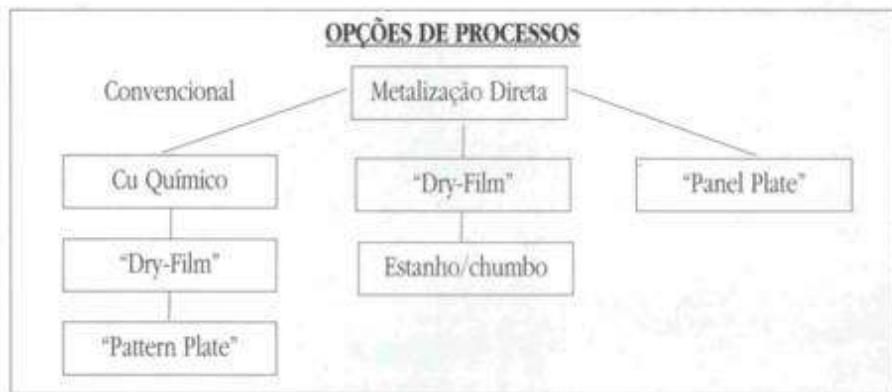 OPÇÕES DE PROCESSOS
Convencional
Metalização Direta
Cu Químico
"Dry-Film"
"Panel Plate"
"Dry-Film"
Estanho/chumbo
"Pattern Plate"